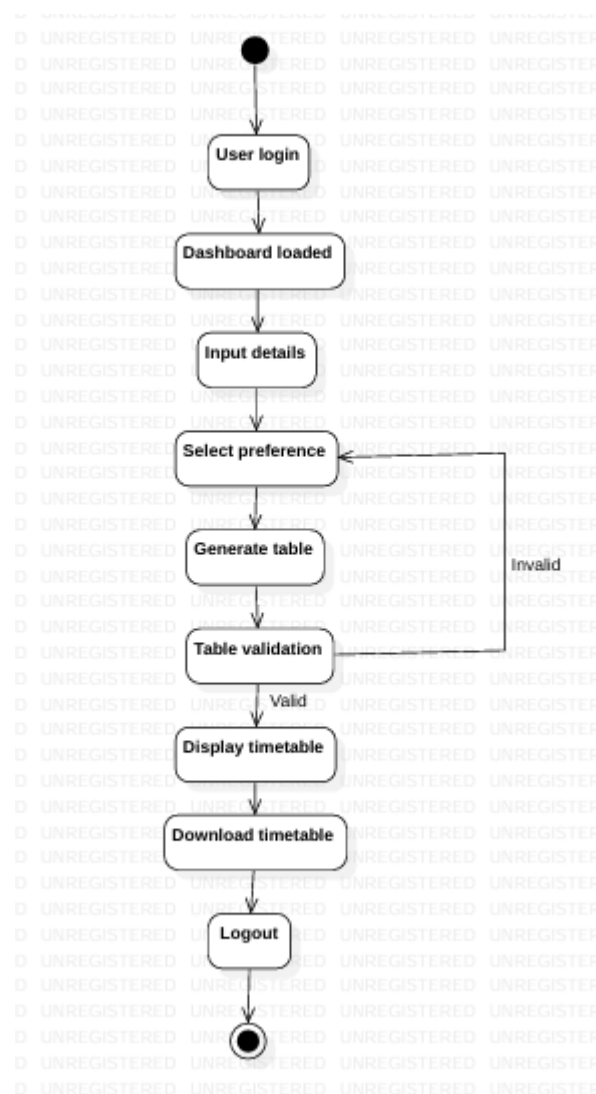 User login
Dashboard loaded
Input details
Select preference
Generate table
Invalid
Table validation
Valid
Display timetable
Download timetable
Logout